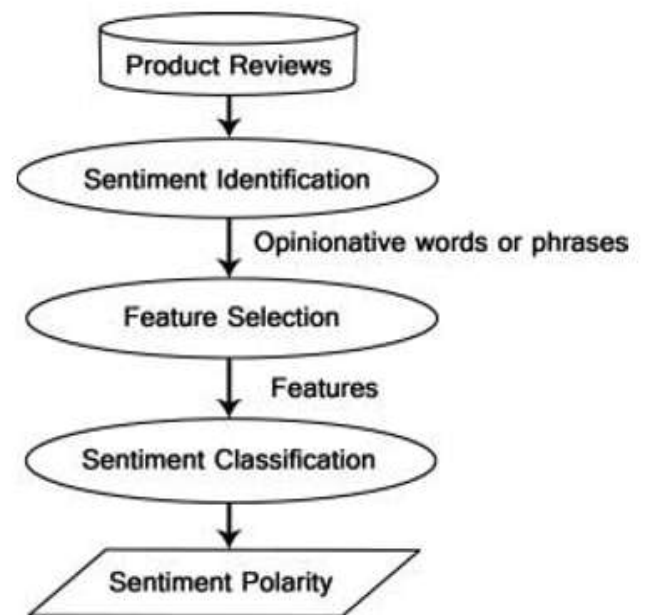 Product Reviews
Sentiment Identification
Opinionative words or phrases
Feature Selection
Features
Sentiment Classification
Sentiment Polarity